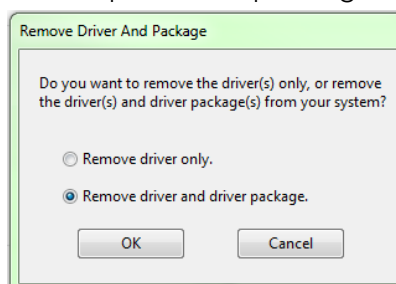 Remove Driver And Package
Do you want to remove the driver(s) only, or remove
the driver(s) and driver package(s) from your system?
Remove driver only.
Remove driver and driver package.
OK
Cancel